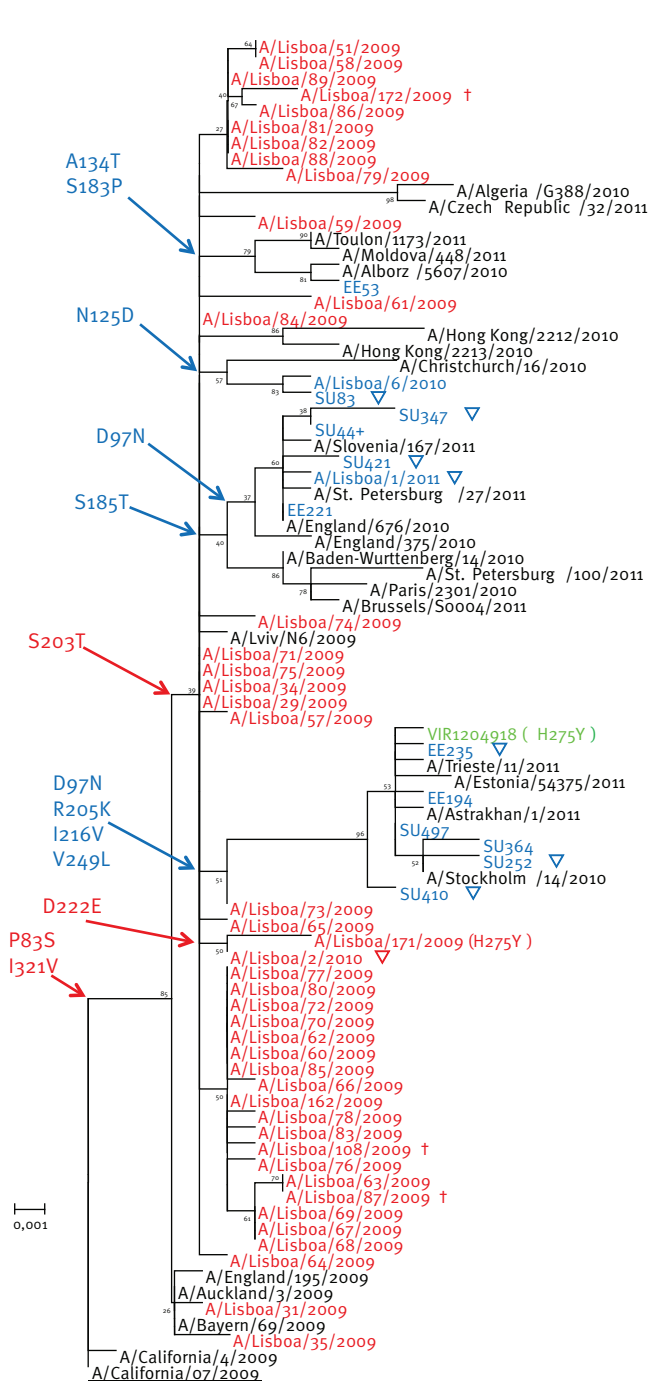 64
A/Lisboa/51/2009
A/Lisboa/58/2009
A/Lisboa/89/2009
40
A/Lisboa/172/2009 †
67
A/Lisboa/86/2009
27
A/Lisboa/81/2009
A/Lisboa/82/2009
A/Lisboa/88/2009
A/Lisboa/79/2009
A134T
S183P
A/Algeria /G388/2010
98
A/Czech Republic /32/2011
A/Lisboa/59/2009
90
A/Toulon/1173/2011
79
A/Moldova/448/2011
A/Alborz /5607/2010
81
EE53
A/Lisboa/61/2009
N125D
A/Lisboa/84/2009
86
A/Hong Kong/2212/2010
A/Hong Kong/2213/2010
A/Christchurch/16/2010
57
A/Lisboa/6/2010
83
SU83 ▽
38
SU347 ▽
SU44+
D97N
A/Slovenia/167/2011
60
SU421 ▽
A/Lisboa/1/2011 ▽
37
A/St. Petersburg /27/2011
S185T
EE221
A/England/676/2010
40
A/England/375/2010
A/Baden-Wurttenberg/14/2010
86
A/St. Petersburg /100/2011
78
A/Paris/2301/2010
A/Brussels/S0004/2011
A/Lisboa/74/2009
A/Lviv/N6/2009
S203T
A/Lisboa/71/2009
A/Lisboa/75/2009
39
A/Lisboa/34/2009
A/Lisboa/29/2009
A/Lisboa/57/2009
VIR1204918 ( H275Y )
EE235 ▽
A/Trieste/11/2011
A/Estonia/54375/2011
53
EE194
A/Astrakhan/1/2011
D97N
R205K
I216V
V249L
SU497
96
SU364
52
SU252 ▽
A/Stockholm /14/2010
51
SU410 ▽
A/Lisboa/73/2009
D222E
A/Lisboa/65/2009
A/Lisboa/171/2009 (H275Y )
50
A/Lisboa/2/2010 ▽
P83S
I321V
A/Lisboa/77/2009
A/Lisboa/80/2009
85
A/Lisboa/72/2009
A/Lisboa/70/2009
A/Lisboa/62/2009
A/Lisboa/60/2009
A/Lisboa/85/2009
A/Lisboa/66/2009
50
A/Lisboa/162/2009
A/Lisboa/78/2009
A/Lisboa/83/2009
A/Lisboa/108/2009 †
A/Lisboa/76/2009
70
A/Lisboa/63/2009
A/Lisboa/87/2009 †
A/Lisboa/69/2009
61
A/Lisboa/67/2009
A/Lisboa/68/2009
0,001
A/Lisboa/64/2009
A/England/195/2009
A/Auckland/3/2009
26
A/Lisboa/31/2009
A/Bayern/69/2009
A/Lisboa/35/2009
A/California/4/2009
A/California/07/2009